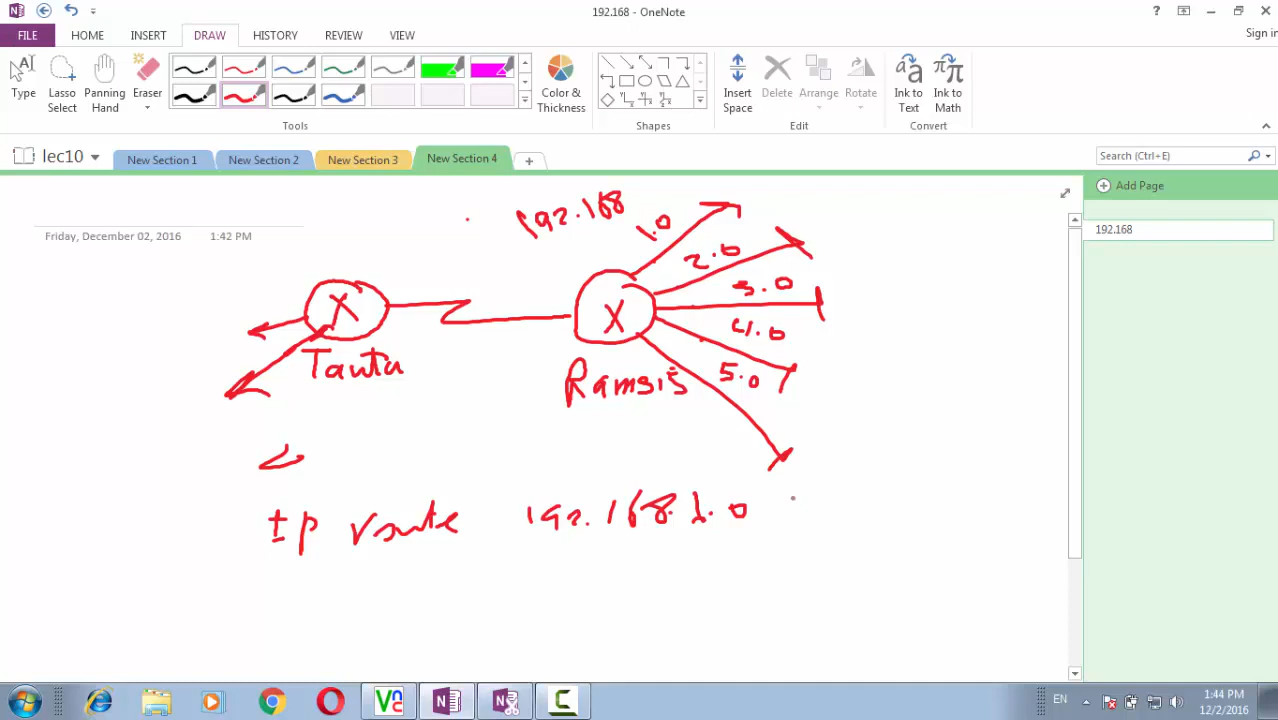 192.168 - OneNote
Sign in
FILE HOME INSERT DRAW HISTORY REVIEW VIEW
Type
Lasso Select
Panning Hand
Eraser
Color & Thickness
Insert Space
Delete
Arrange
Rotate
Ink to Text
Ink to Math
Tools
Shapes
Edit
Convert
lec10
New Section 1
New Section 2
New Section 3
New Section 4
Search (Ctrl+E)
Add Page
192.168
Friday, December 02, 2016 1:42 PM
192.168
1.0
2.0
3.0
4.0
5.0
X
X
Tanta
Ramsis
ip route 192.168.1.0
EN
1:44 PM
12/2/2016